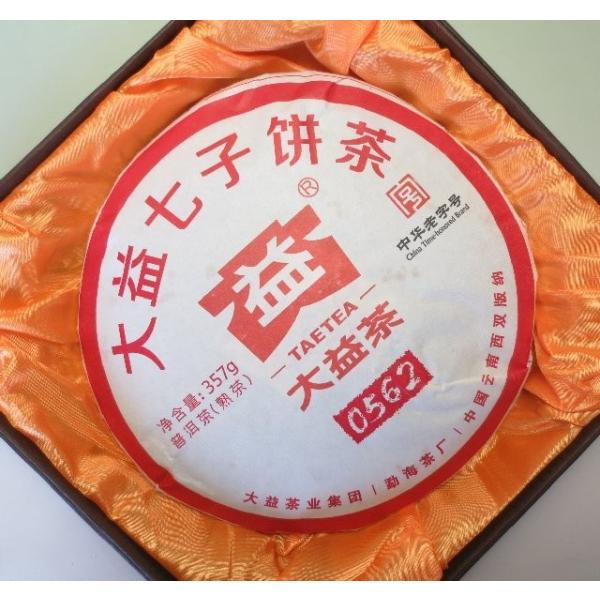 大益七子饼茶
®
中华老字号
China Time-honored Brand
益
TAETEA
大益茶
0562
净含量: 357g
普洱茶(熟茶)
大益茶业集团 | 勐海茶厂 | 中国云南西双版纳